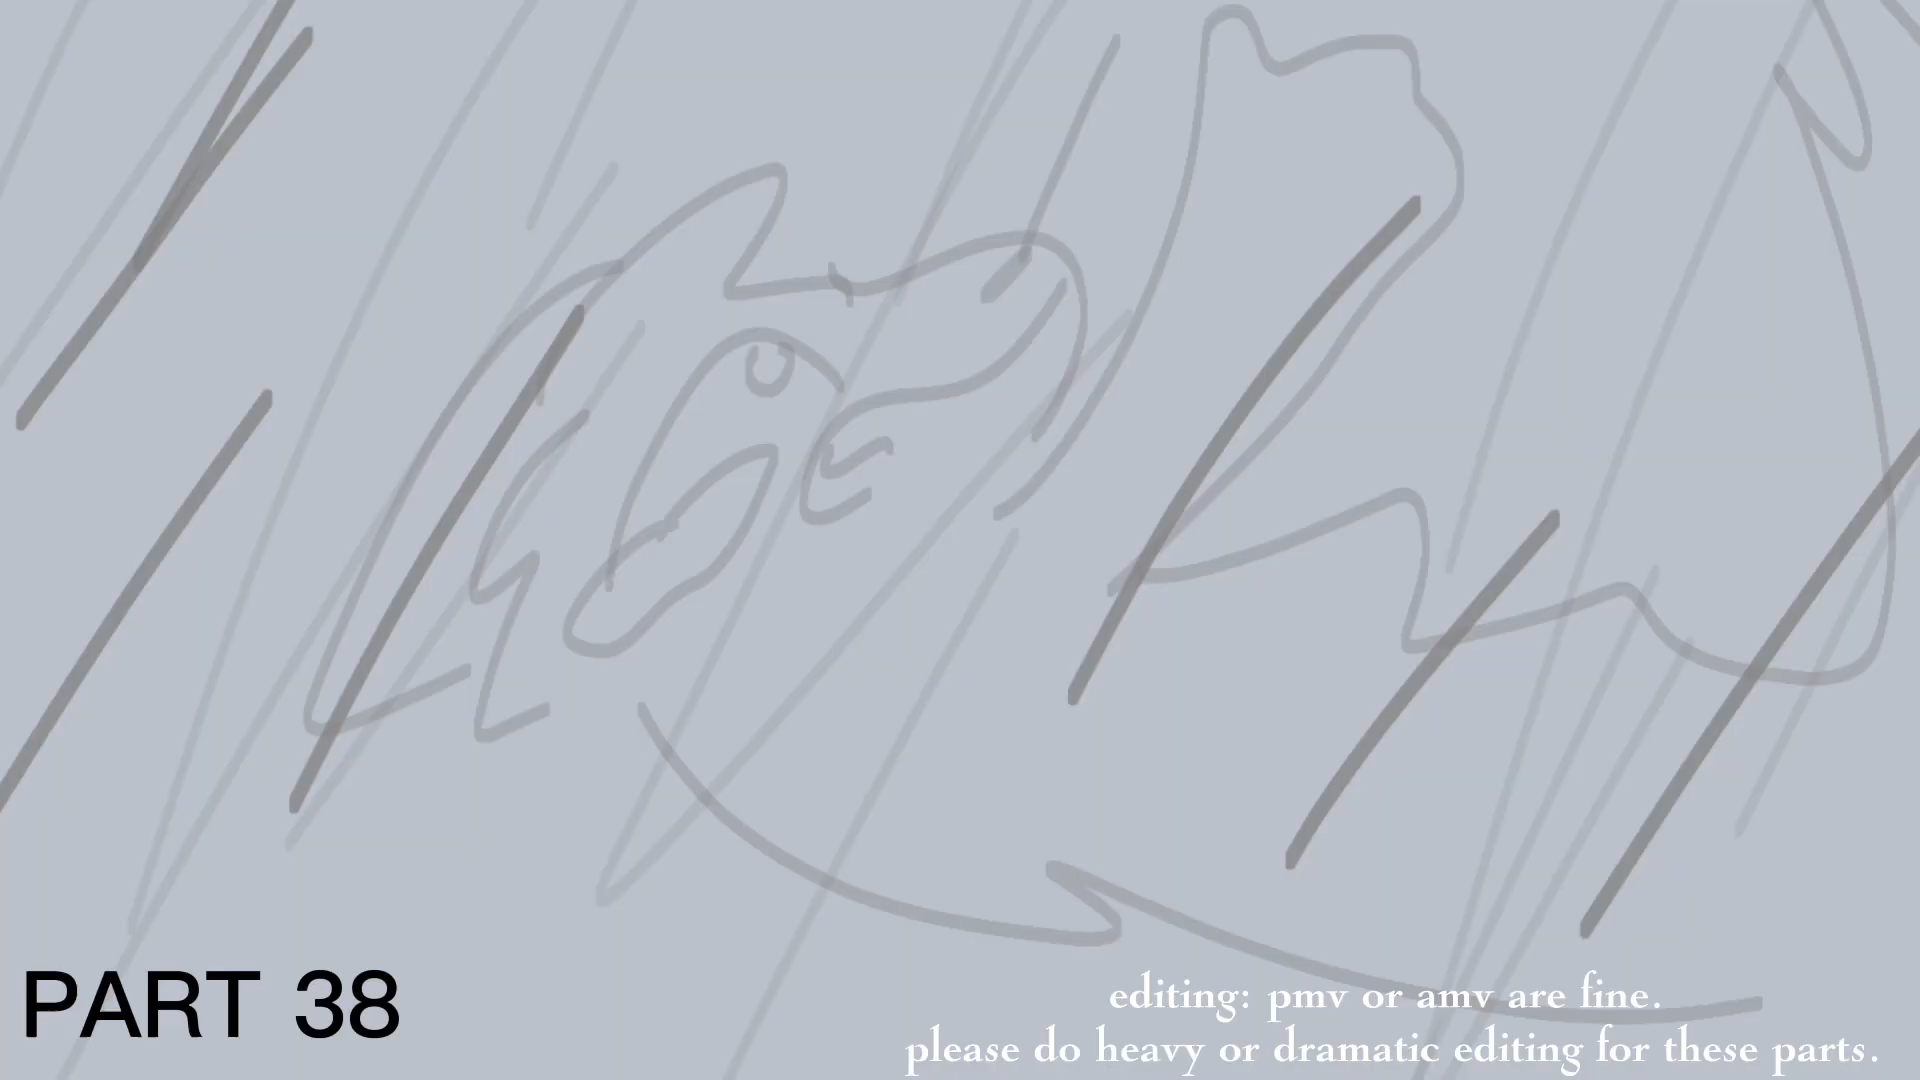 PART 38
editing: pmv or amv are fine.
please do heavy or dramatic editing for these parts.